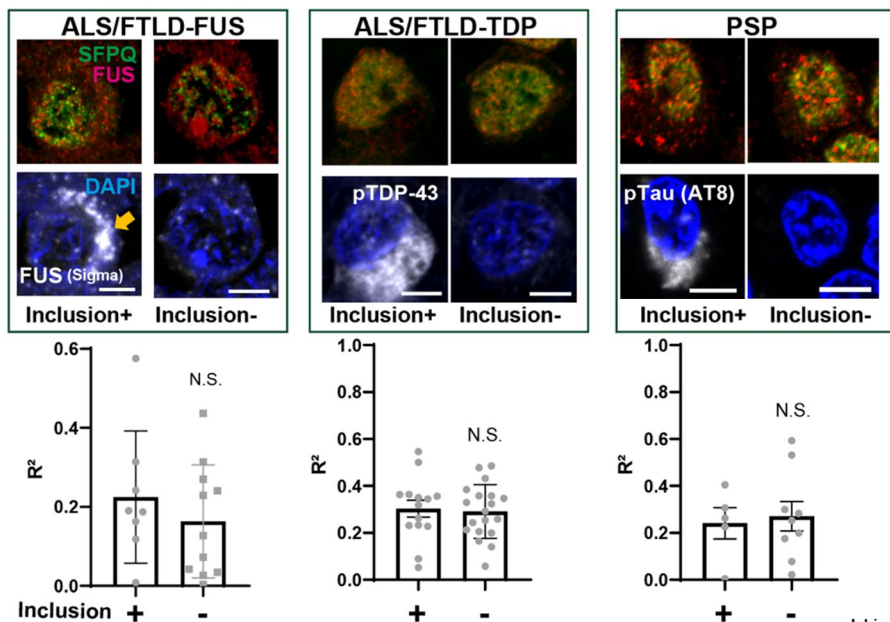 ALS/FTLD-FUS
SFPQ
FUS
DAPI
FUS (Sigma)
Inclusion+ Inclusion-
ALS/FTLD-TDP
pTDP-43
Inclusion+ Inclusion-
PSP
pTau (AT8)
Inclusion+ Inclusion-
0.6
0.4
0.2
0.0
R²
N.S.
Inclusion + -
1.0
0.8
0.6
0.4
0.2
0.0
R²
N.S.
+ -
1.0
0.8
0.6
0.4
0.2
0.0
R²
N.S.
+ -